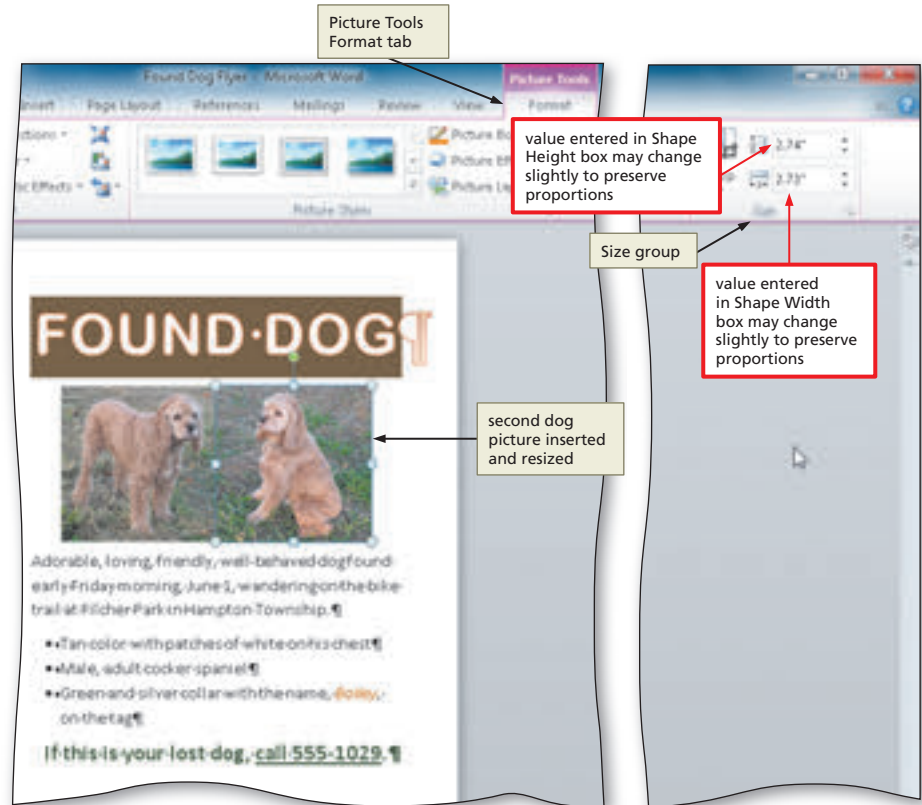 Picture Tools
Format tab
Found Dog Flyer - Microsoft Word
Picture Tools
Insert Page Layout References Mailings Review View Format
Picture Styles
value entered in Shape
Height box may change
slightly to preserve
proportions
2.74"
2.73"
Size
Size group
value entered
in Shape Width
box may change
slightly to preserve
proportions
FOUND·DOG¶
second dog
picture inserted
and resized
Adorable,·loving,·friendly,·well-behaved·dog·found·
early·Friday·morning,·June·1,·wandering·on·the·bike·
trail·at·Pilcher·Park·in·Hampton·Township.¶
•Tan·color·with·patches·of·white·on·his·chest¶
•Male,·adult·cocker·spaniel¶
•Green·and·silver·collar·with·the·name,·
on·the·tag¶
If·this·is·your·lost·dog,·call·555-1029.¶